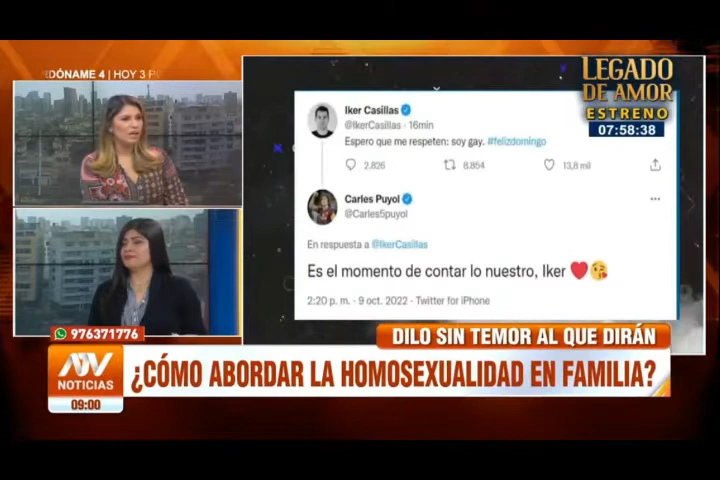 EDÓNAME 4 | HOY 3 P
LEGADO
DE AMOR
ESTRENO
07:58:38
Iker Casillas
@IkerCasillas · 16min
Espero que me respeten: soy gay. #felizdomingo
2.826 8.854 13,8 mil
Carles Puyol
@Carles5puyol
En respuesta a @IkerCasillas
Es el momento de contar lo nuestro, Iker ❤️😘
2:20 p. m. · 9 oct. 2022 · Twitter for iPhone
976371776
DILO SIN TEMOR AL QUE DIRÁN
ATV
NOTICIAS
09:00
¿CÓMO ABORDAR LA HOMOSEXUALIDAD EN FAMILIA?